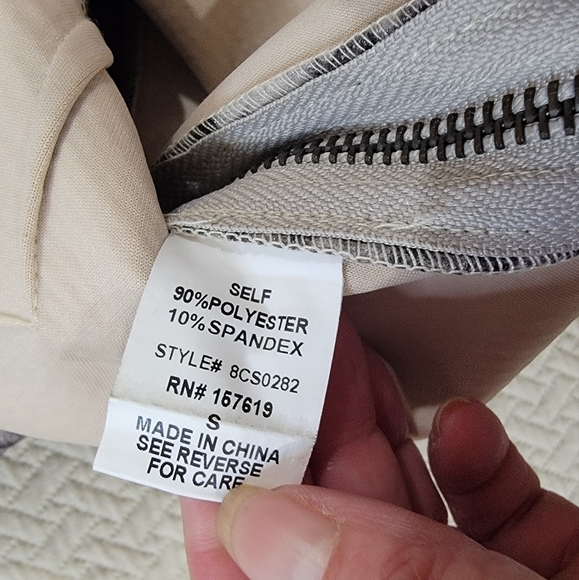 SELF
90%POLYESTER
10%SPANDEX
STYLE# 8CS0282
RN# 157619
S
MADE IN CHINA
SEE REVERSE
FOR CARE